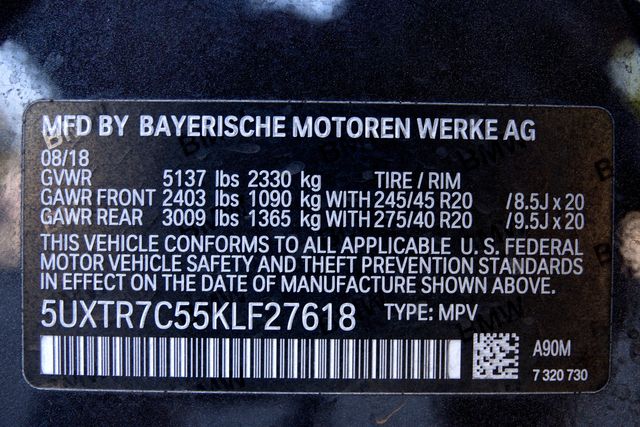 MFD BY BAYERISCHE MOTOREN WERKE AG
08/18
GVWR 5137 lbs 2330 kg TIRE / RIM
GAWR FRONT 2403 lbs 1090 kg WITH 245/45 R20 /8.5J x 20
GAWR REAR 3009 lbs 1365 kg WITH 275/40 R20 /9.5J x 20
THIS VEHICLE CONFORMS TO ALL APPLICABLE U. S. FEDERAL
MOTOR VEHICLE SAFETY AND THEFT PREVENTION STANDARDS
IN EFFECT ON THE DATE OF MANUFACTURE SHOWN ABOVE.
5UXTR7C55KLF27618 TYPE: MPV
A90M
7 320 730